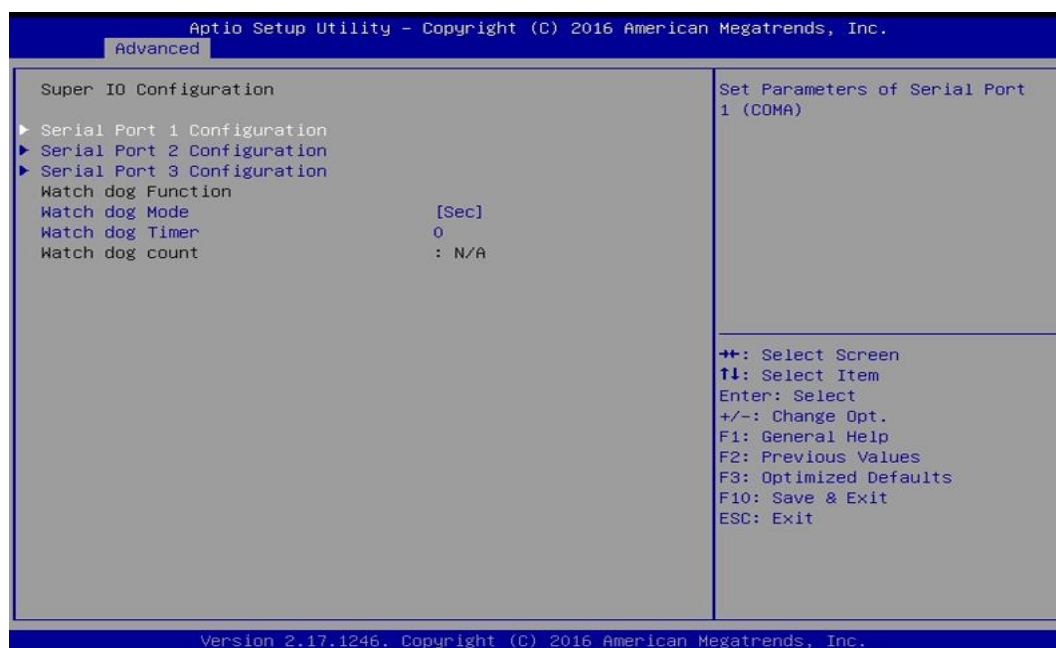 Aptio Setup Utility – Copyright (C) 2016 American Megatrends, Inc.
Advanced
Super IO Configuration
Serial Port 1 Configuration
Serial Port 2 Configuration
Serial Port 3 Configuration
Watch dog Function
Watch dog Mode [Sec]
Watch dog Timer 0
Watch dog count : N/A
Set Parameters of Serial Port
1 (COMA)
→←: Select Screen
↑↓: Select Item
Enter: Select
+/-: Change Opt.
F1: General Help
F2: Previous Values
F3: Optimized Defaults
F10: Save & Exit
ESC: Exit
Version 2.17.1246. Copyright (C) 2016 American Megatrends, Inc.